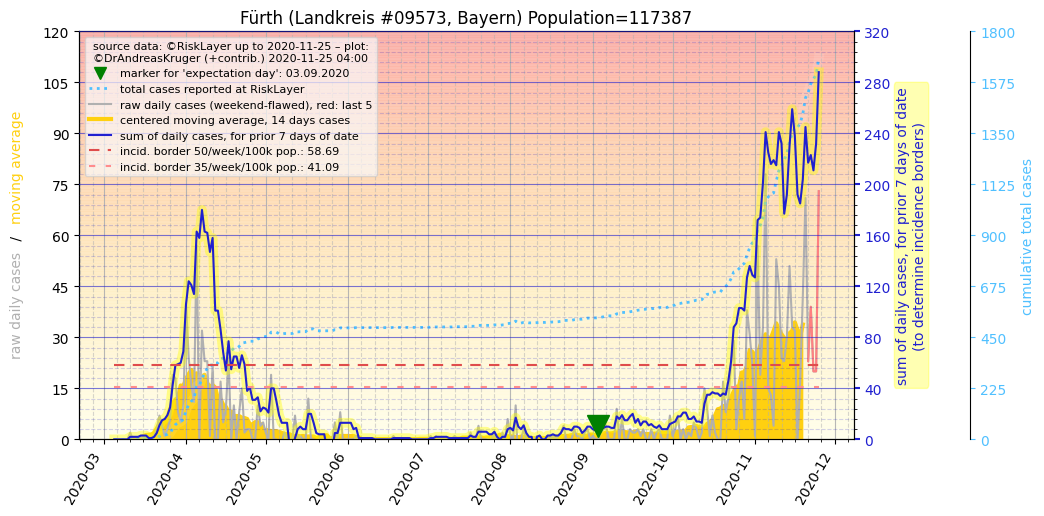 Fürth (Landkreis #09573, Bayern) Population=117387
source data: ©RiskLayer up to 2020-11-25 – plot:
©DrAndreasKruger (+contrib.) 2020-11-25 04:00
marker for 'expectation day': 03.09.2020
total cases reported at RiskLayer
raw daily cases (weekend-flawed), red: last 5
centered moving average, 14 days cases
sum of daily cases, for prior 7 days of date
incid. border 50/week/100k pop.: 58.69
incid. border 35/week/100k pop.: 41.09
raw daily cases / moving average
120
105
90
75
60
45
30
15
0
320
280
240
200
160
120
80
40
0
sum of daily cases, for prior 7 days of date
(to determine incidence borders)
1800
1575
1350
1125
900
675
450
225
0
cumulative total cases
2020-03
2020-04
2020-05
2020-06
2020-07
2020-08
2020-09
2020-10
2020-11
2020-12